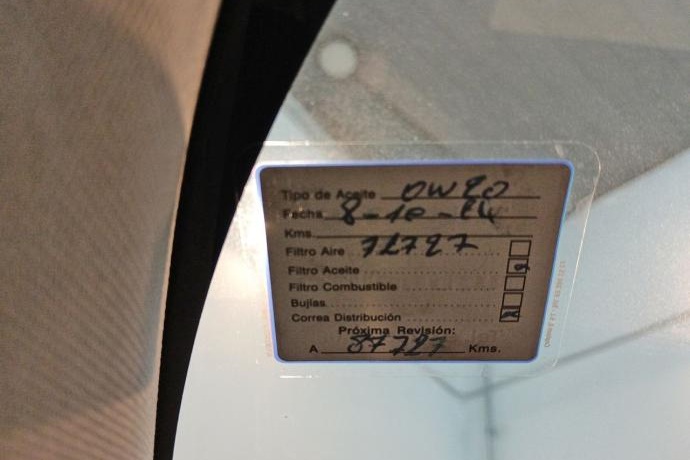 Tipo de Aceite 0W20
Fecha 8-10-24
Kms.
Filtro Aire 72727
Filtro Aceite
Filtro Combustible
Bujías
Correa Distribución
Próxima Revisión:
A 87727 Kms.